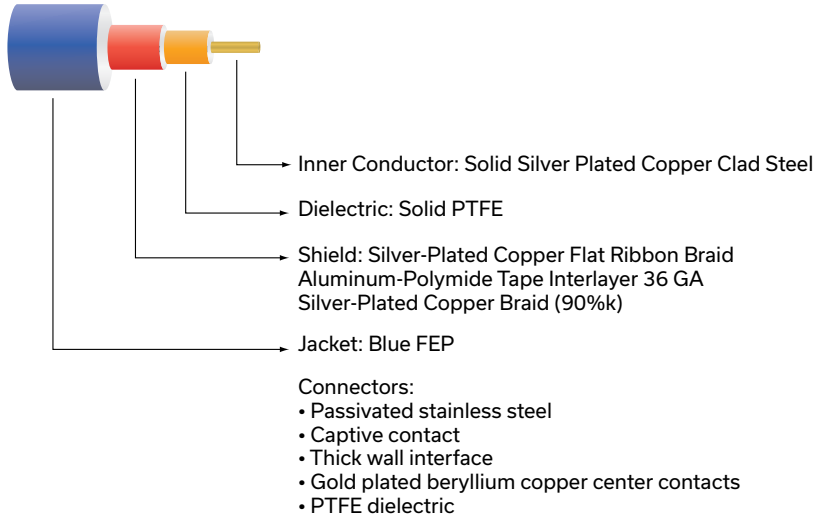 Inner Conductor: Solid Silver Plated Copper Clad Steel
Dielectric: Solid PTFE
Shield: Silver-Plated Copper Flat Ribbon Braid
Aluminum-Polymide Tape Interlayer 36 GA
Silver-Plated Copper Braid (90%k)
Jacket: Blue FEP
Connectors:
• Passivated stainless steel
• Captive contact
• Thick wall interface
• Gold plated beryllium copper center contacts
• PTFE dielectric